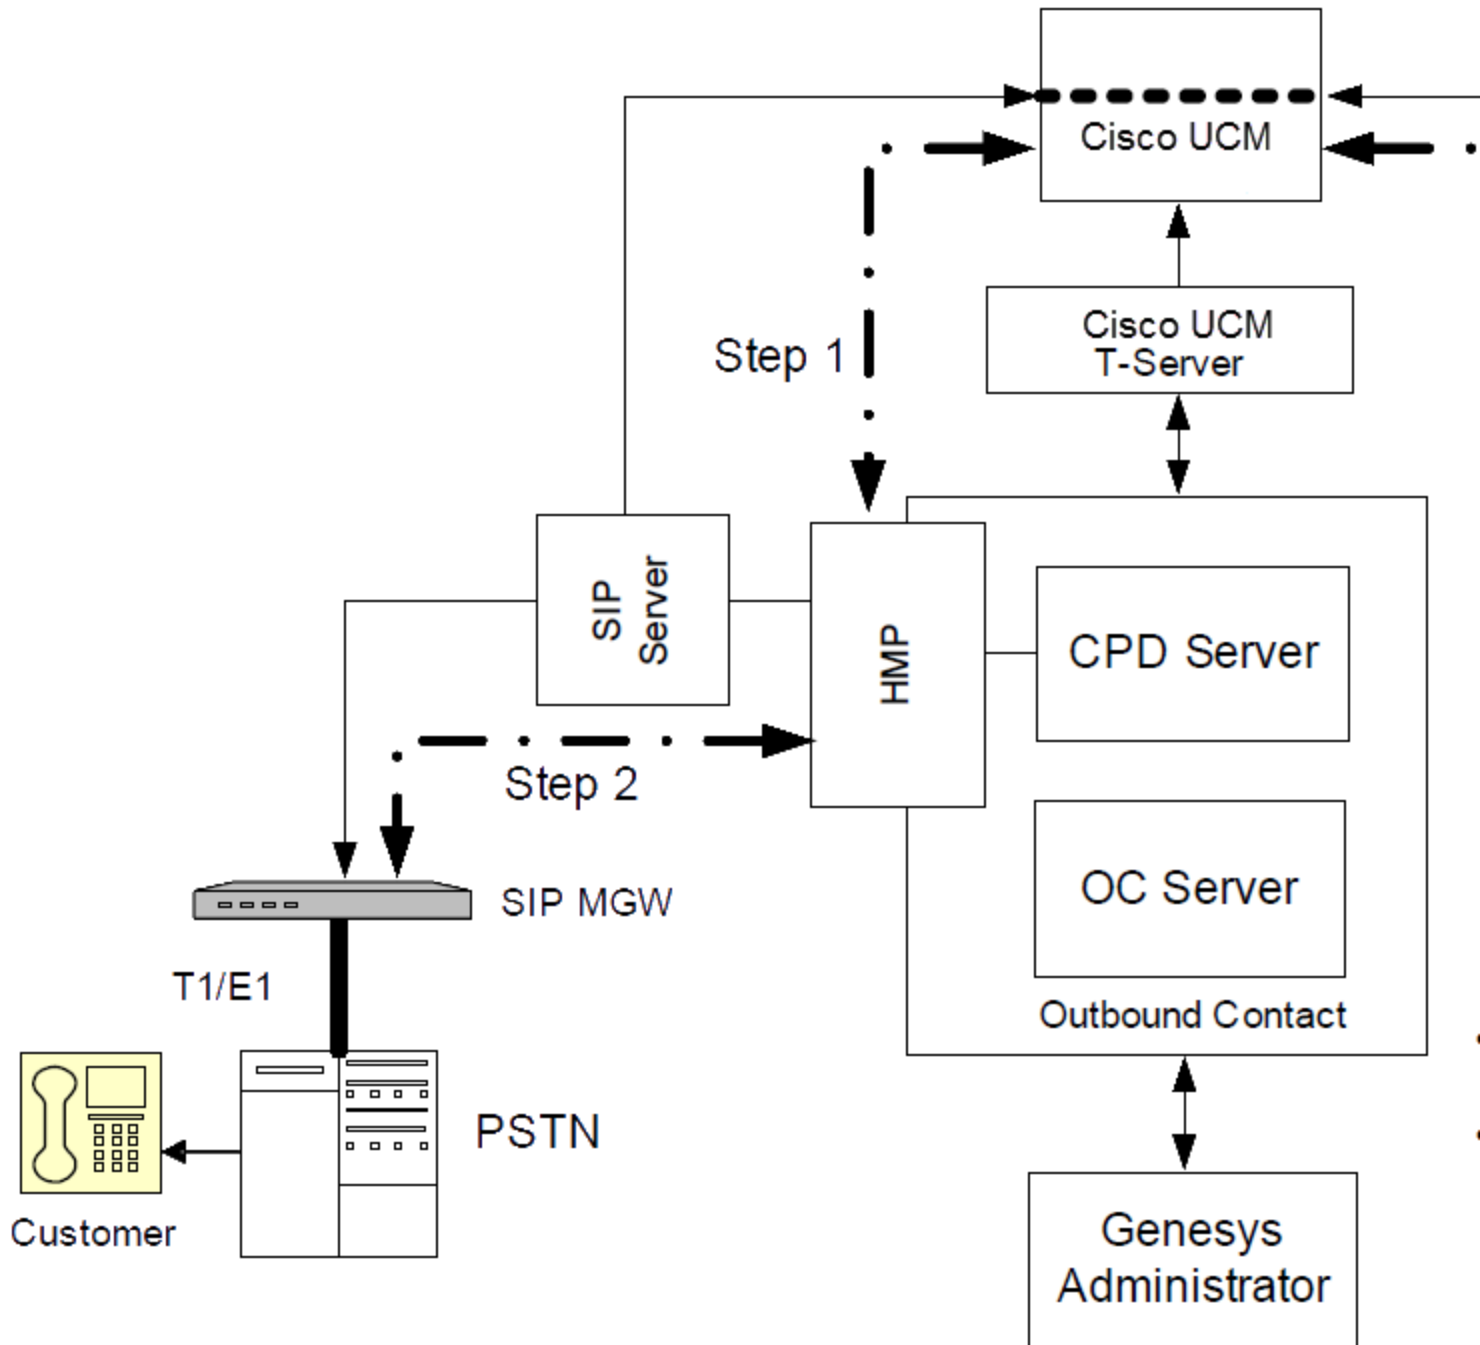 Cisco UCM
Cisco UCM
T-Server
Step 1
SIP
Server
HMP
CPD Server
Step 2
OC Server
SIP MGW
T1/E1
Outbound Contact
PSTN
Customer
Genesys
Administrator